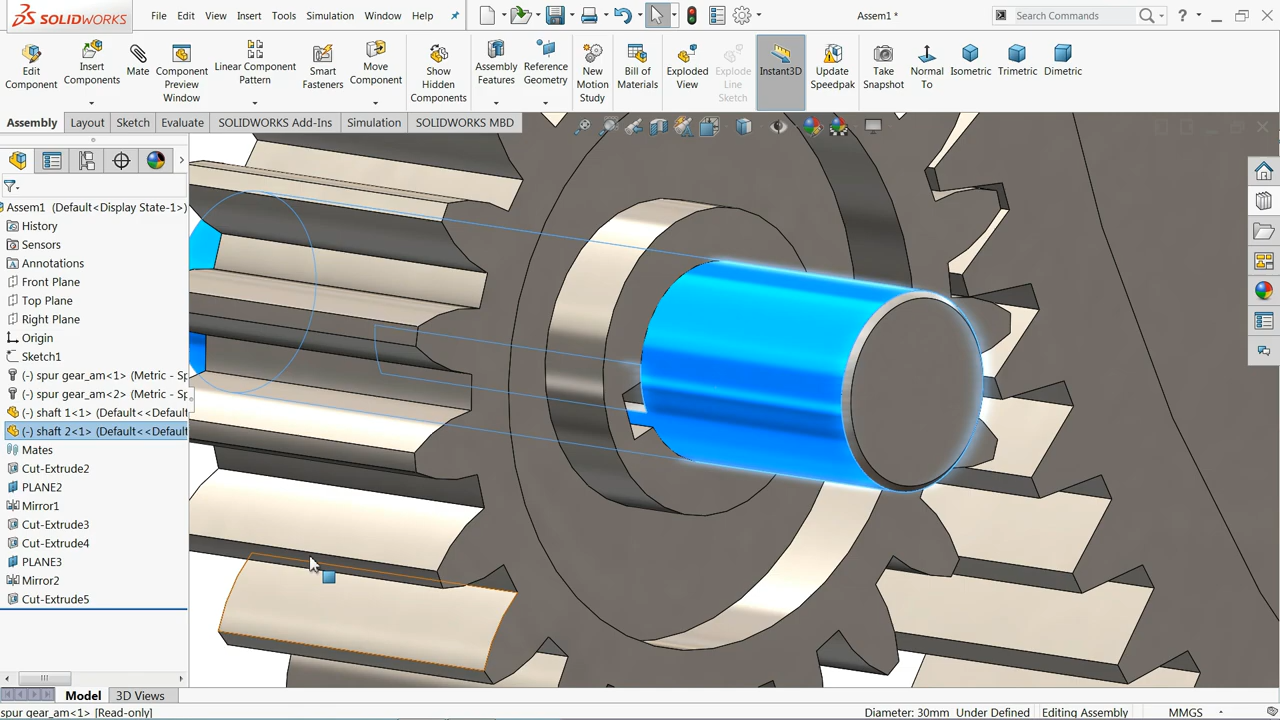 SOLIDWORKS
File Edit View Insert Tools Simulation Window Help
Assem1 *
Search Commands
Edit Component
Insert Components
Mate
Component Preview Window
Linear Component Pattern
Smart Fasteners
Move Component
Show Hidden Components
Assembly Features
Reference Geometry
New Motion Study
Bill of Materials
Exploded View
Explode Line Sketch
Instant3D
Update Speedpak
Take Snapshot
Normal To
Isometric
Trimetric
Dimetric
Assembly Layout Sketch Evaluate SOLIDWORKS Add-Ins Simulation SOLIDWORKS MBD
Assem1 (Default<Display State-1>)
History
Sensors
Annotations
Front Plane
Top Plane
Right Plane
Origin
Sketch1
(-) spur gear_am<1> (Metric - Sp
(-) spur gear_am<2> (Metric - Sp
(-) shaft 1<1> (Default<<Default
(-) shaft 2<1> (Default<<Default
Mates
Cut-Extrude2
PLANE2
Mirror1
Cut-Extrude3
Cut-Extrude4
PLANE3
Mirror2
Cut-Extrude5
Model 3D Views
spur gear_am<1> [Read-only) Diameter: 30mm Under Defined Editing Assembly MMGS